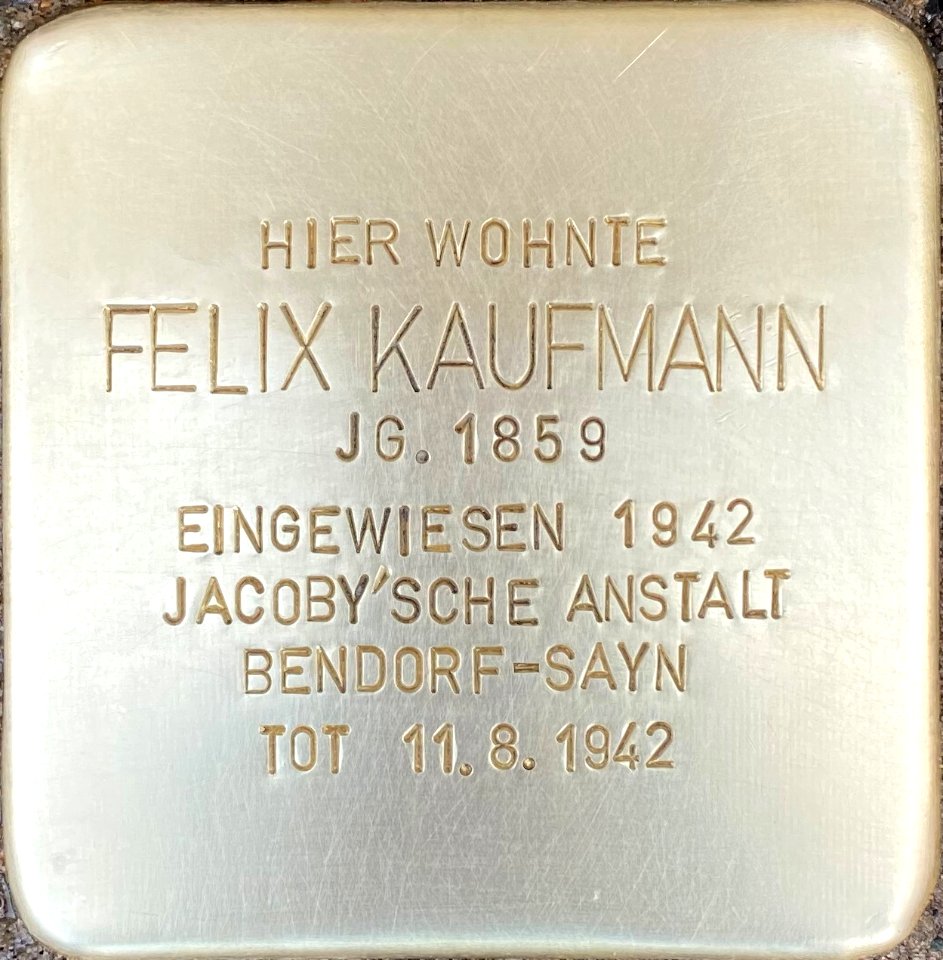 HIER WOHNTE
FELIX KAUFMANN
JG. 1859
EINGEWIESEN 1942
JACOBY'SCHE ANSTALT
BENDORF-SAYN
TOT 11.8.1942